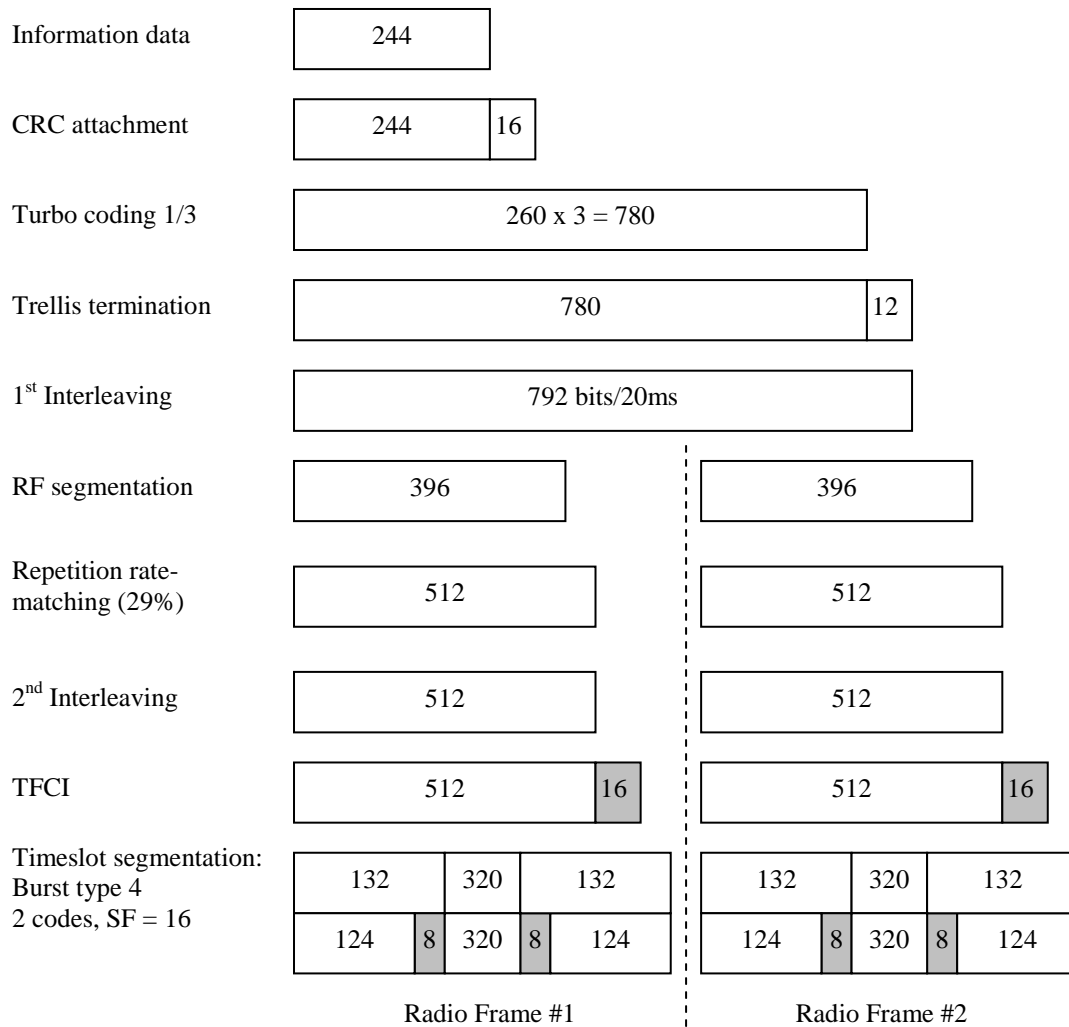 Information data
244
CRC attachment
244 16
Turbo coding 1/3
260 x 3 = 780
Trellis termination
780 12
1st Interleaving
792 bits/20ms
RF segmentation
396 396
Repetition rate-
matching (29%)
512 512
2nd Interleaving
512 512
TFCI
512 16 512 16
Timeslot segmentation:
Burst type 4
2 codes, SF = 16
132 320 132 132 320 132
124 8 320 8 124 124 8 320 8 124
Radio Frame #1 Radio Frame #2